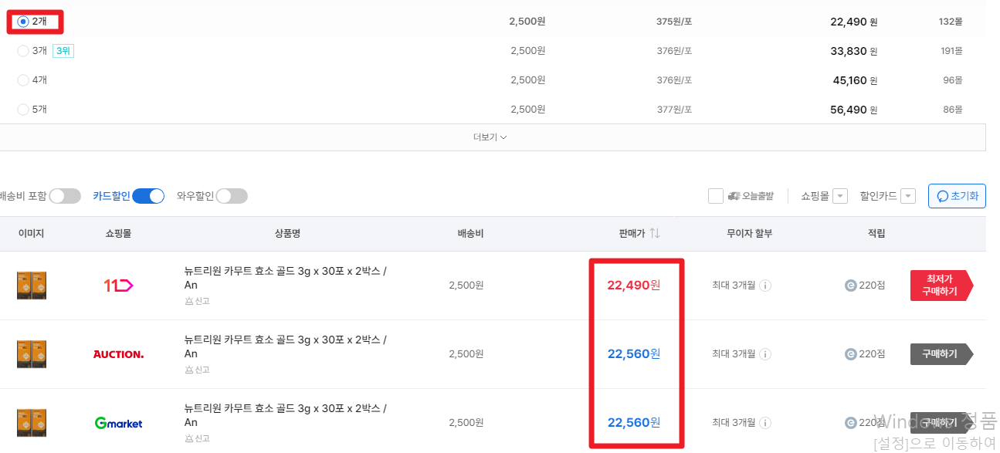 2개 2,500원 375원/포 22,490 원 132몰
3개 3위 2,500원 376원/포 33,830 원 191몰
4개 2,500원 376원/포 45,160 원 96몰
5개 2,500원 377원/포 56,490 원 86몰
더보기
배송비 포함 카드할인 와우할인 오늘출발 쇼핑몰 할인카드 초기화
이미지 쇼핑몰 상품명 배송비 판매가 무이자 할부 적립
뉴트리원 카무트 효소 골드 3g x 30포 x 2박스 /
An
신고
11
2,500원 22,490원 최대 3개월 220점
최저가
구매하기
뉴트리원 카무트 효소 골드 3g x 30포 x 2박스 /
An
신고
AUCTION.
2,500원 22,560원 최대 3개월 220점 구매하기
뉴트리원 카무트 효소 골드 3g x 30포 x 2박스 /
An
신고
Gmarket
2,500원 22,560원 최대 3개월 220점 구매하기
Windows 정품
[설정]으로 이동하여